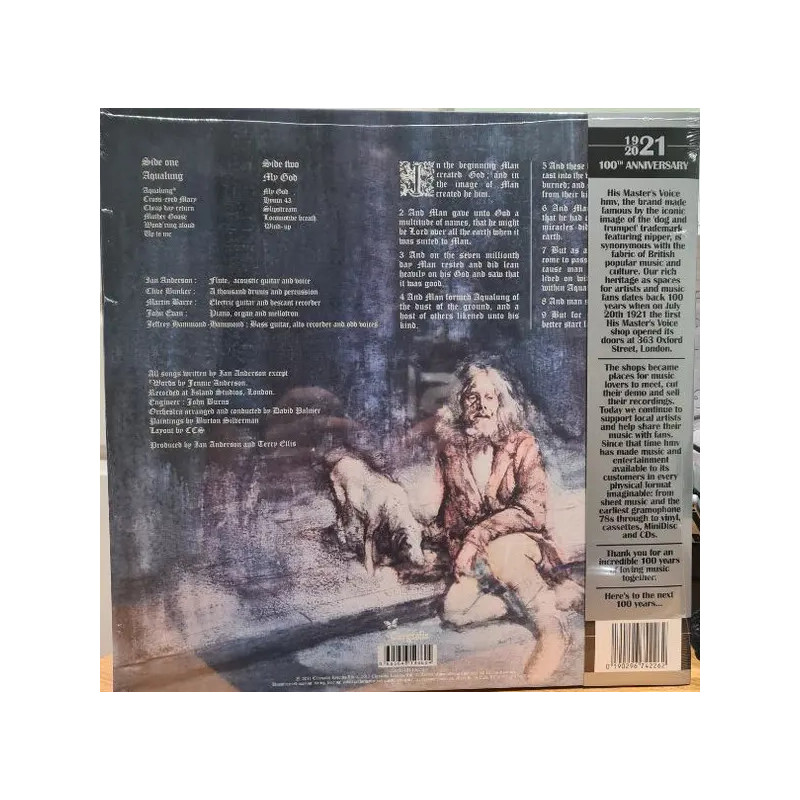 Side one
Aqualung
Aqualung*
Cross-eyed Mary
Cheap day return
Mother Goose
Wond'ring aloud
Up to me
Side two
My God
My God
Hymn 43
Slipstream
Locomotive breath
Wind-up
Ian Anderson: Flute, acoustic guitar and voice
Clive Bunker: A thousand drums and percussion
Martin Barre: Electric guitar and descant recorder
John Evan: Piano, organ and mellotron
Jeffrey Hammond-Hammond: Bass guitar, alto recorder and odd voices
All songs written by Ian Anderson except
*Words by Jennie Anderson.
Recorded at Island Studios, London.
Engineer: John Burns
Orchestra arranged and conducted by David Palmer
Paintings by Burton Silverman
Layout by CCS
Produced by Ian Anderson and Terry Ellis
In the beginning Man
created God; and in
the image of Man
created he him.
2 And Man gave unto God a
multitude of names, that he might
be Lord over all the earth when it
was suited to Man.
3 And on the seven millionth
day Man rested and did lean
heavily on his God and saw that
it was good.
4 And Man formed Aqualung of
the dust of the ground, and a
host of others likened unto his
kind.
5 And these
cast into the
burned; and
from their k
6 And Ma
that he had
miracles did
earth.
7 But as
come to pass
cause man
lived on wi
within Aqua
8 And man
9 But for
better start l
Chrysalis
1920 2021
100TH ANNIVERSARY
His Master's Voice
hmv, the brand made
famous by the iconic
image of the 'dog and
trumpet' trademark
featuring nipper, is
synonymous with the
fabric of British
popular music and
culture. Our rich
heritage as spaces
for artists and music
fans dates back 100
years when on July
20th 1921 the first
His Master's Voice
shop opened its
doors at 363 Oxford
Street, London.
The shops became
places for music
lovers to meet, cut
their demo and sell
their recordings.
Today we continue to
support local artists
and help share their
music with fans.
Since that time hmv
has made music and
entertainment
available to its
customers in every
physical format
imaginable: from
sheet music and the
earliest gramophone
78s through to vinyl,
cassettes, MiniDisc
and CDs.
Thank you for an
incredible 100 years
of loving music
together.
Here's to the next
100 years...
0 190296 742262